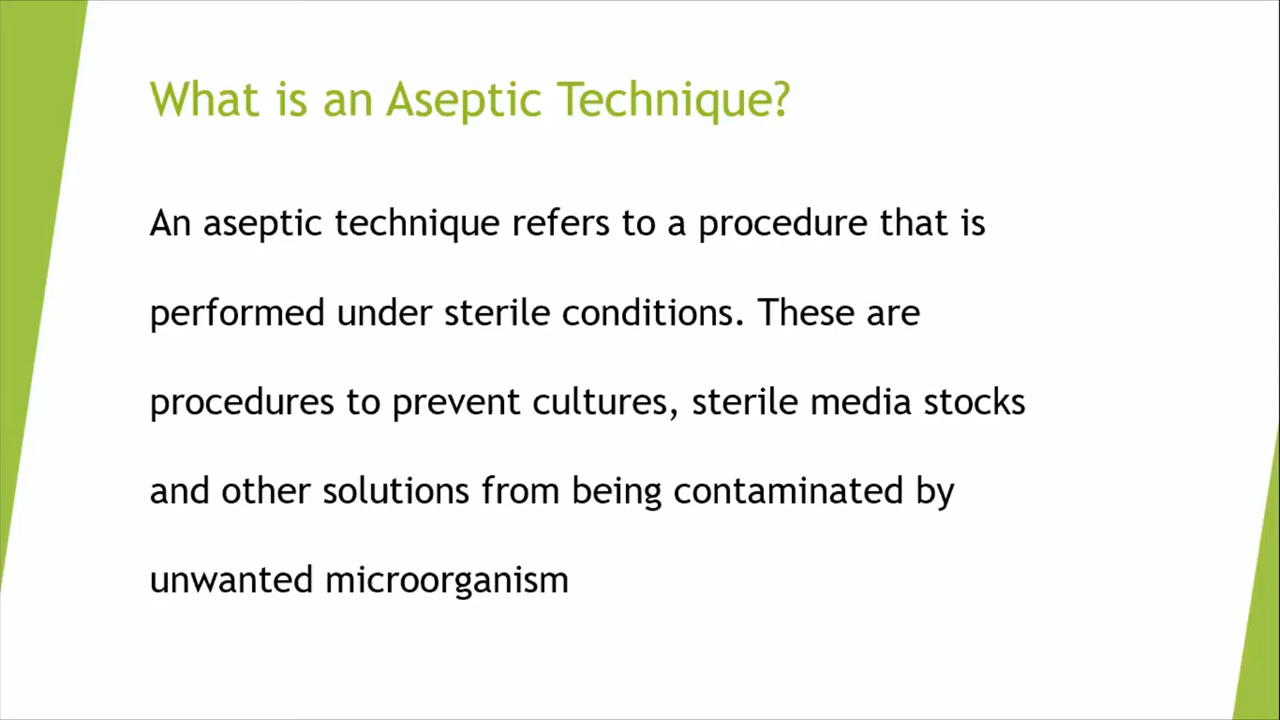 What is an Aseptic Technique?
An aseptic technique refers to a procedure that is
performed under sterile conditions. These are
procedures to prevent cultures, sterile media stocks
and other solutions from being contaminated by
unwanted microorganism